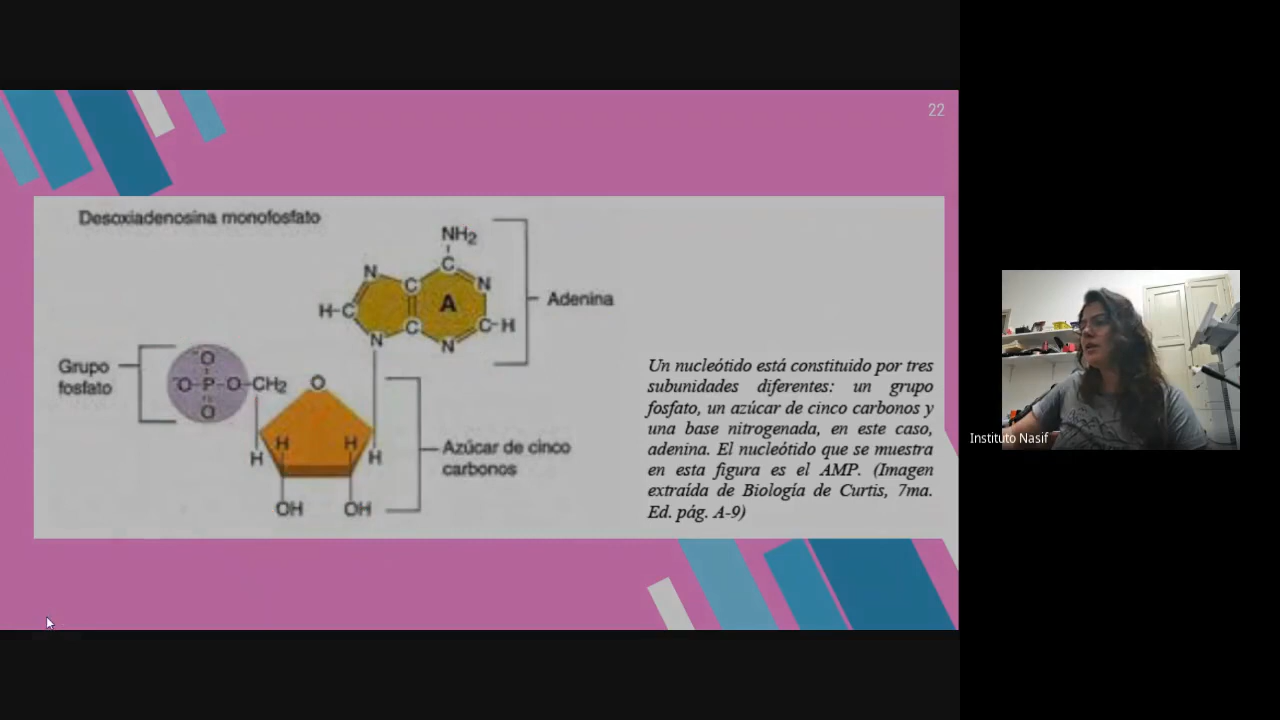 22
Desoxiadenosina monofosfato
NH2
C
N
C
N
H-C
A
C-H
N
C
N
Adenina
Grupo
fosfato
O
-O-P-O-CH2
O
O
H
H
H
H
Azúcar de cinco
carbonos
OH
OH
Un nucleótido está constituido por tres
subunidades diferentes: un grupo
fosfato, un azúcar de cinco carbonos y
una base nitrogenada, en este caso,
adenina. El nucleótido que se muestra
en esta figura es el AMP. (Imagen
extraída de Biología de Curtis, 7ma.
Ed. pág. A-9)
Instituto Nasif